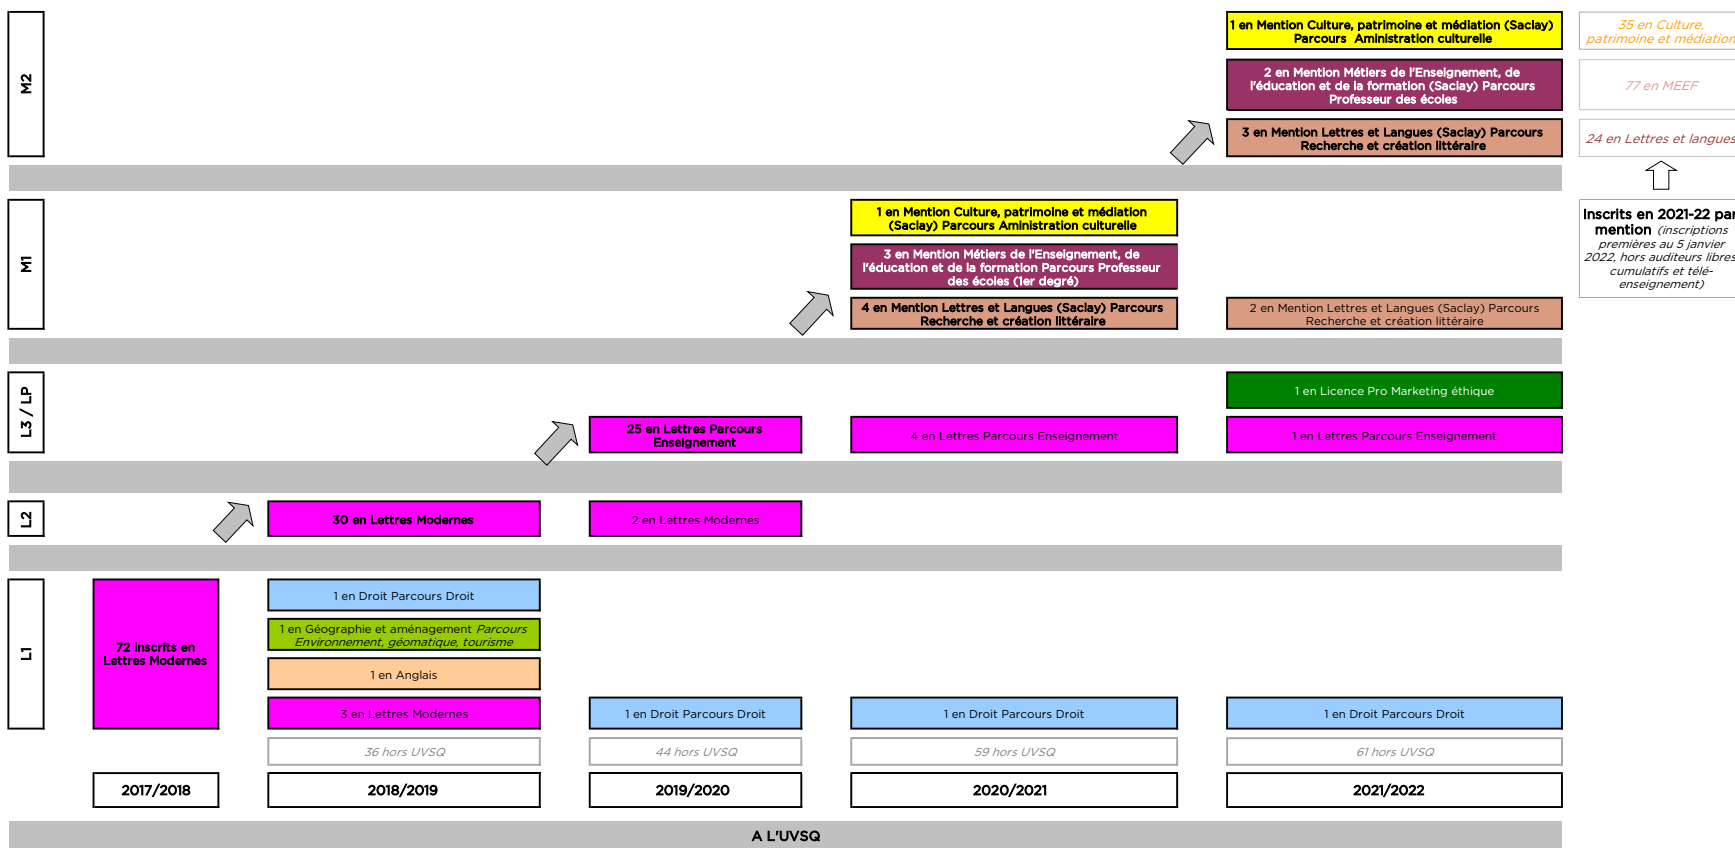 M2
1 en Mention Culture, patrimoine et médiation (Saclay)
Parcours Aministration culturelle
2 en Mention Métiers de l'Enseignement, de
l'éducation et de la formation (Saclay) Parcours
Professeur des écoles
3 en Mention Lettres et Langues (Saclay) Parcours
Recherche et création littéraire
35 en Culture,
patrimoine et médiation
77 en MEEF
24 en Lettres et langues
M1
1 en Mention Culture, patrimoine et médiation
(Saclay) Parcours Aministration culturelle
3 en Mention Métiers de l'Enseignement, de
l'éducation et de la formation Parcours Professeur
des écoles (1er degré)
4 en Mention Lettres et Langues (Saclay) Parcours
Recherche et création littéraire
2 en Mention Lettres et Langues (Saclay) Parcours
Recherche et création littéraire
Inscrits en 2021-22 par
mention (inscriptions
premières au 5 janvier
2022, hors auditeurs libres
cumulatifs et télé-
enseignement)
L3 / LP
25 en Lettres Parcours
Enseignement
4 en Lettres Parcours Enseignement
1 en Licence Pro Marketing éthique
1 en Lettres Parcours Enseignement
L2
30 en Lettres Modernes
2 en Lettres Modernes
L1
72 inscrits en
Lettres Modernes
1 en Droit Parcours Droit
1 en Géographie et aménagement Parcours
Environnement, géomatique, tourisme
1 en Anglais
3 en Lettres Modernes
1 en Droit Parcours Droit
1 en Droit Parcours Droit
1 en Droit Parcours Droit
36 hors UVSQ
44 hors UVSQ
59 hors UVSQ
61 hors UVSQ
2017/2018
2018/2019
2019/2020
2020/2021
2021/2022
A L'UVSQ